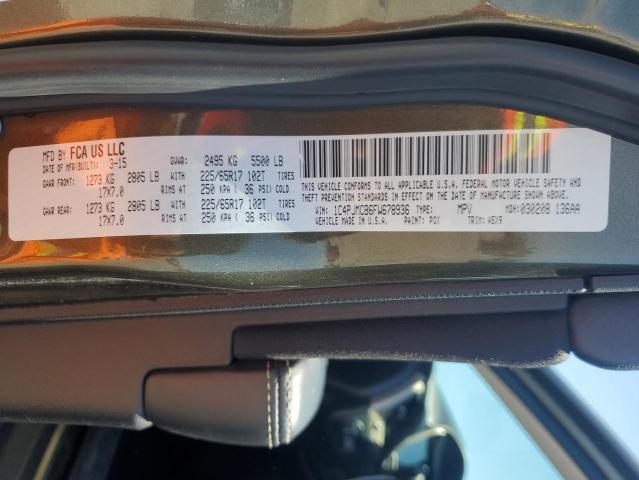 MFD BY FCA US LLC
DATE OF MFR(BUILT): 3-15 GVWR: 2495 KG 5500 LB
GAWR FRONT: 1273 KG 2805 LB WITH 225/65R17 102T TIRES
17X7.0 RIMS AT 250 KPA ( 36 PSI) COLD
GAWR REAR: 1273 KG 2805 LB WITH 225/65R17 102T TIRES
17X7.0 RIMS AT 250 KPA ( 36 PSI) COLD
THIS VEHICLE CONFORMS TO ALL APPLICABLE U.S.A. FEDERAL MOTOR VEHICLE SAFETY AND
THEFT PREVENTION STANDARDS IN EFFECT ON THE DATE OF MANUFACTURE SHOWN ABOVE.
VIN: 1C4PJMCB6FW678936 TYPE: MPV MDH: 030208 136AA
VEHICLE MADE IN U.S.A. PAINT: PDX TRIM: A5X9